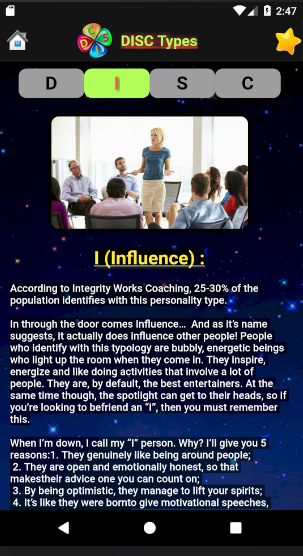 2:47
DISC Types
D I S C
I (Influence) :
According to Integrity Works Coaching, 25-30% of the
population identifies with this personality type.
In through the door comes Influence... And as it's name
suggests, it actually does influence other people! People
who identify with this typology are bubbly, energetic beings
who light up the room when they come in. They inspire,
energize and like doing activities that involve a lot of
people. They are, by default, the best entertainers. At the
same time though, the spotlight can get to their heads, so if
you're looking to befriend an "I", then you must remember
this.
When I'm down, I call my "I" person. Why? I'll give you 5
reasons:1. They genuinely like being around people;
2. They are open and emotionally honest, so that
makestheir advice one you can count on;
3. By being optimistic, they manage to lift your spirits;
4. It's like they were bornto give motivational speeches,